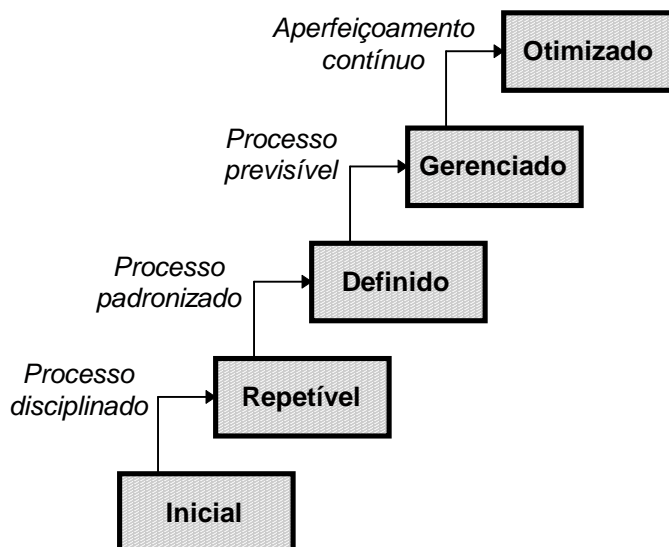 Aperfeiçoamento
contínuo
Otimizado
Processo
previsível
Gerenciado
Processo
padronizado
Definido
Processo
disciplinado
Repetível
Inicial